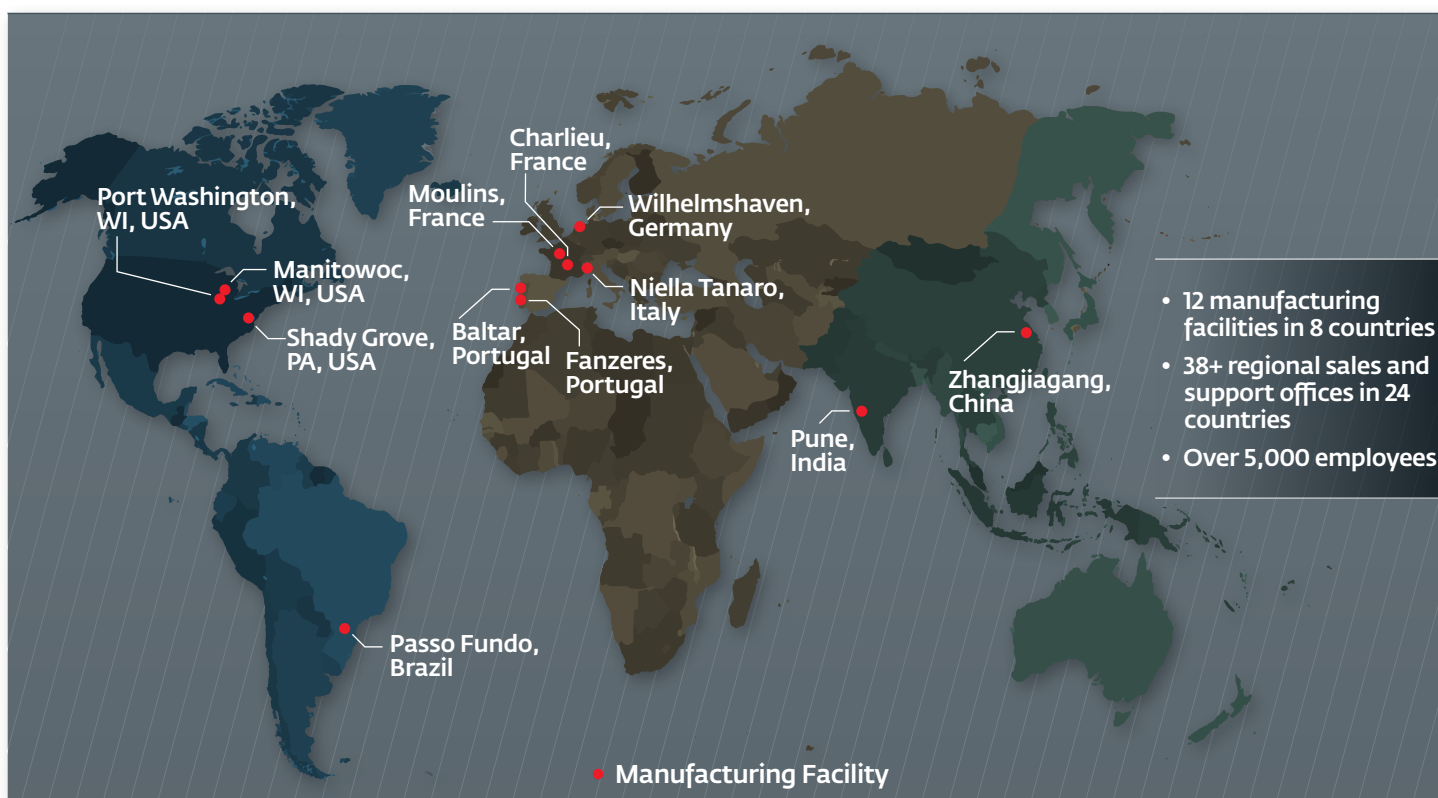 Charlieu,
France
Port Washington,
WI, USA
Moulins,
France
Wilhelmshaven,
Germany
Manitowoc,
WI, USA
Niella Tanaro,
Italy
Shady Grove,
PA, USA
Baltar,
Portugal
Fanzeres,
Portugal
Zhangjiagang,
China
Pune,
India
Passo Fundo,
Brazil
• 12 manufacturing
facilities in 8 countries
• 38+ regional sales and
support offices in 24
countries
• Over 5,000 employees
Manufacturing Facility